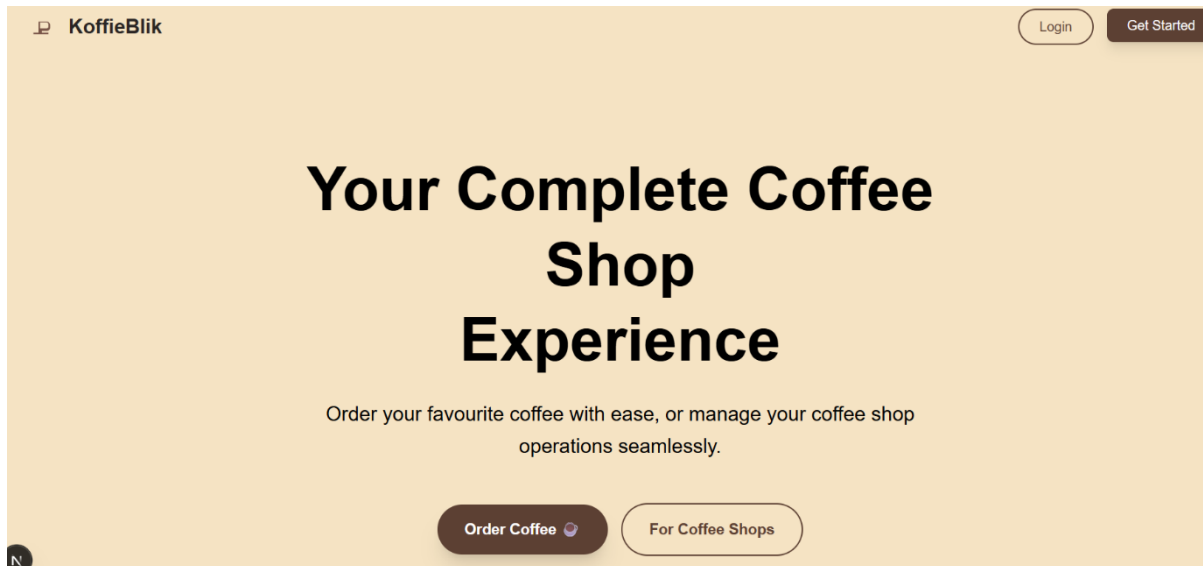 KoffieBlik
Login
Get Started
Your Complete Coffee
Shop
Experience
Order your favourite coffee with ease, or manage your coffee shop
operations seamlessly.
Order Coffee
For Coffee Shops
N